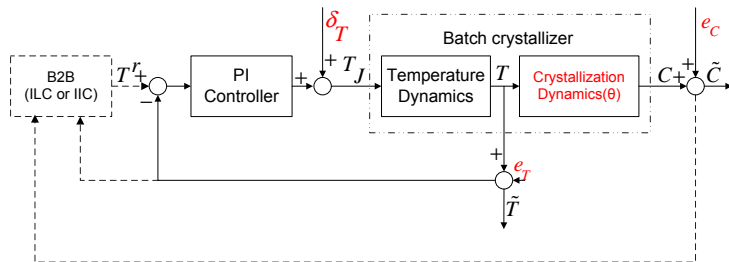 δ_T
e_C
Batch crystallizer
B2B
(ILC or IIC)
T^r
+
−
PI
Controller
+
+
T_J
Temperature
Dynamics
T
Crystallization
Dynamics(θ)
C
+
+
C̃
+
e_T
T̃